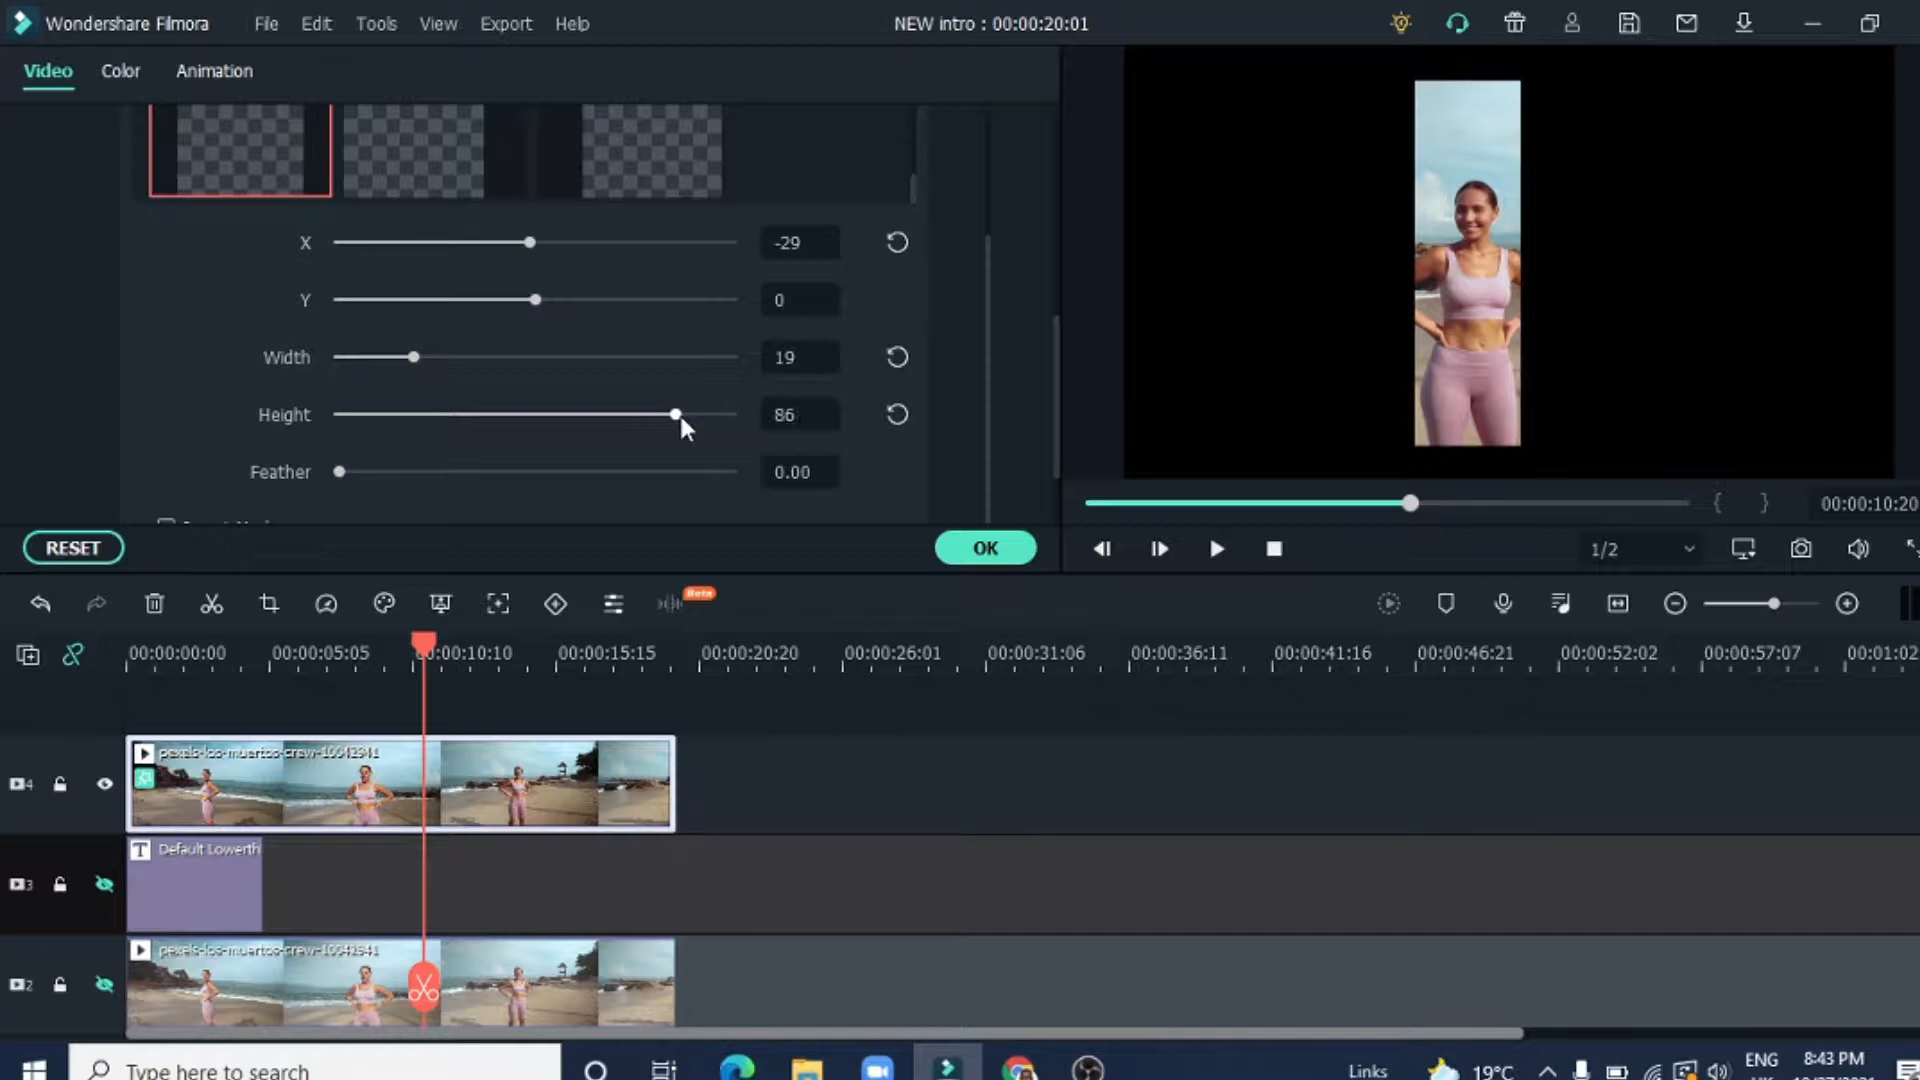 Wondershare Filmora File Edit Tools View Export Help NEW intro : 00:00:20:01
Video Color Animation
X -29
Y 0
Width 19
Height 86
Feather 0.00
00:00:10:20
RESET OK 1/2
Beta
00:00:00:00 00:00:05:05 00:00:10:10 00:00:15:15 00:00:20:20 00:00:26:01 00:00:31:06 00:00:36:11 00:00:41:16 00:00:46:21 00:00:52:02 00:00:57:07 00:01:02
pexels-los-muertos-crew-10042941
4
T Default Lowerth
3
pexels-los-muertos-crew-10042941
2
Type here to search Links 19°C ENG 8:43 PM